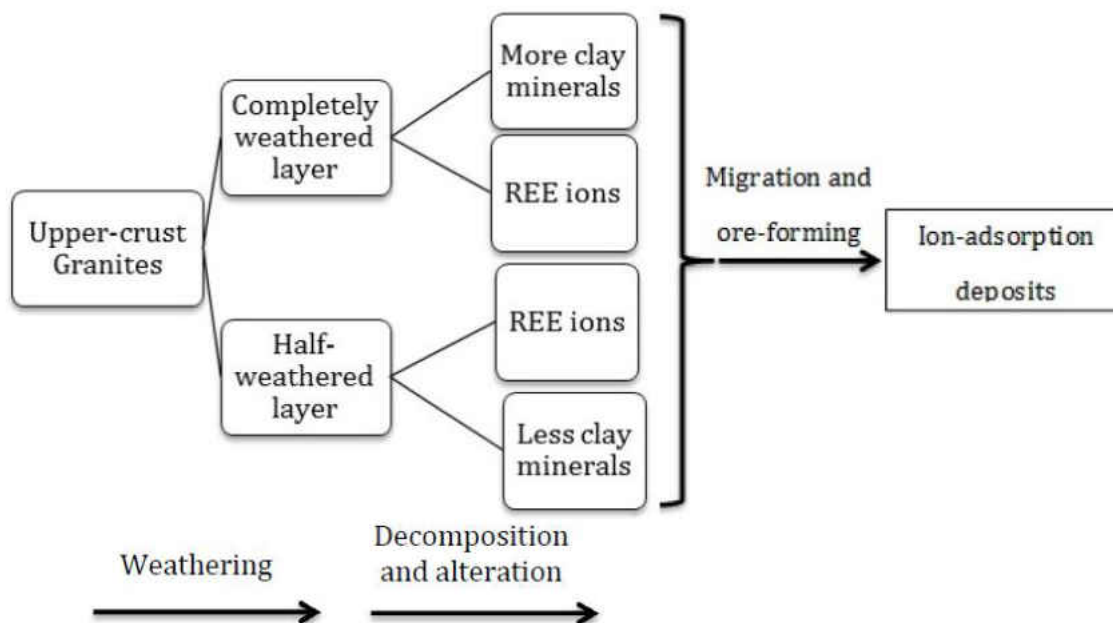 Upper-crust
Granites
Completely
weathered
layer
Half-
weathered
layer
More clay
minerals
REE ions
REE ions
Less clay
minerals
Migration and
ore-forming
Ion-adsorption
deposits
Weathering
Decomposition
and alteration